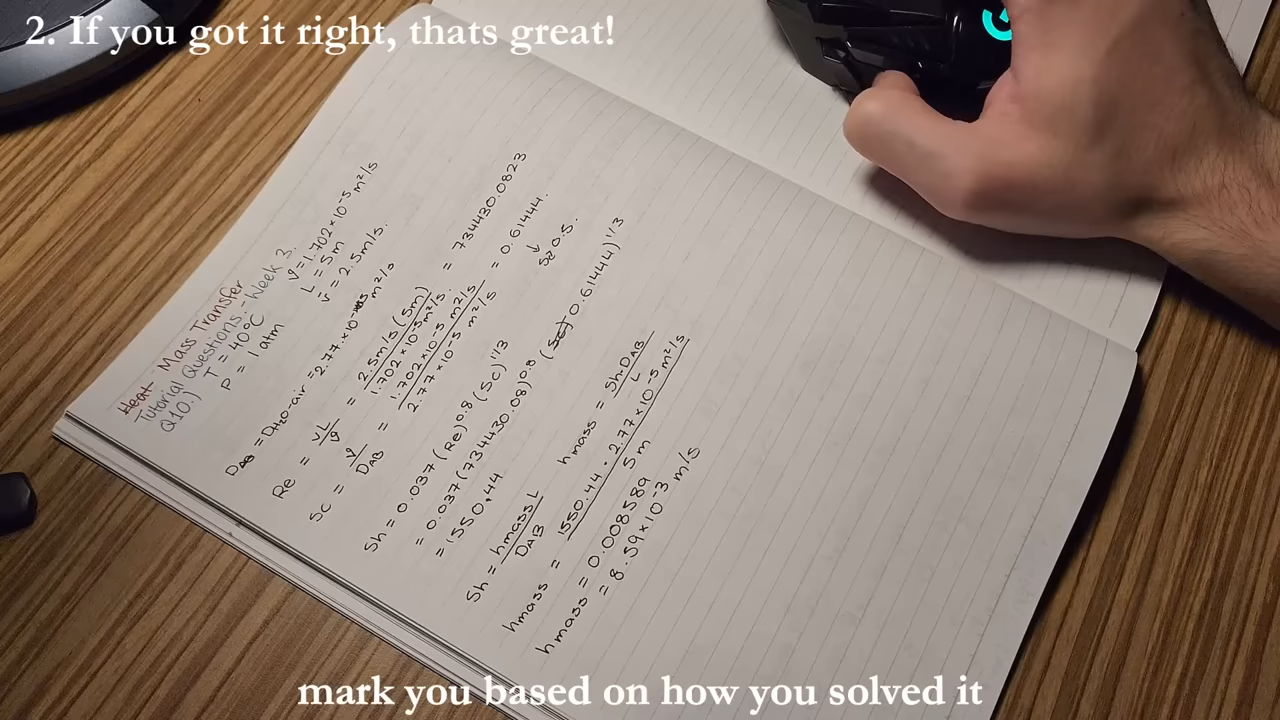 2. If you got it right, thats great!
Heat Mass Transfer
Tutorial Questions - Week 3.
Q10.) T = 40°C ϑ = 1.702 × 10⁻⁵ m²/s
P = 1 atm L = 5m
v = 2.5m/s.
DAB = DH₂O-air = 2.77 × 10⁻⁵ m²/s
Re = vL/ϑ = 2.5m/s (5m) / 1.702 × 10⁻⁵ m²/s. = 734430.0823
Sc = ϑ/DAB = 1.702 × 10⁻⁵ m²/s / 2.77 × 10⁻⁵ m²/s = 0.61444.
↓
Sh = 0.037 (Re)^0.8 (Sc)^1/3
= 0.037 (734430.08)^0.8 (0.61444)^1/3
= 1550.44
Sh = hmass L / DAB hmass = Sh·DAB / L
hmass = 1550.44 · 2.77 × 10⁻⁵ m²/s / 5m
hmass = 0.008589
= 8.59 × 10⁻³ m/s
mark you based on how you solved it